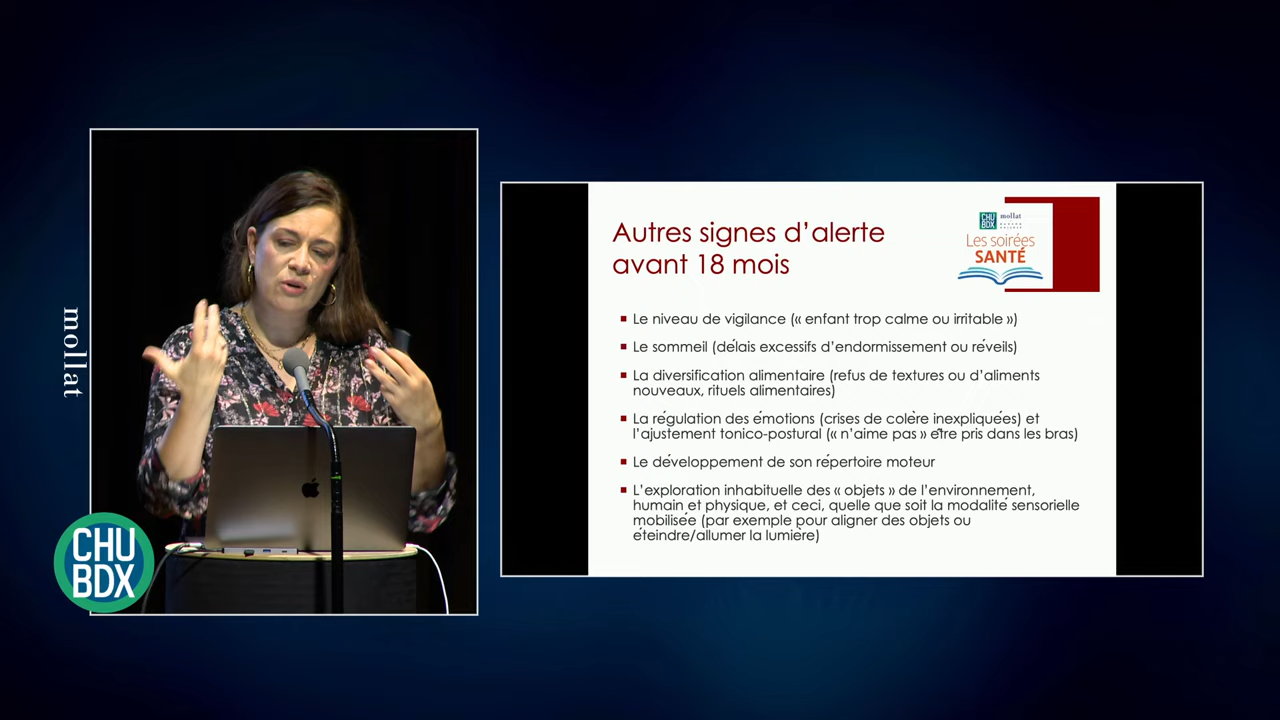 mollat
CHU
BDX
Autres signes d'alerte
avant 18 mois
CHU
BDX
mollat
Les soirées
SANTÉ
Le niveau de vigilance (« enfant trop calme ou irritable »)
Le sommeil (délais excessifs d'endormissement ou réveils)
La diversification alimentaire (refus de textures ou d'aliments
nouveaux, rituels alimentaires)
La régulation des émotions (crises de colère inexpliquées) et
l'ajustement tonico-postural (« n'aime pas » être pris dans les bras)
Le développement de son répertoire moteur
L'exploration inhabituelle des « objets » de l'environnement,
humain et physique, et ceci, quelle que soit la modalité sensorielle
mobilisée (par exemple pour aligner des objets ou
éteindre/allumer la lumière)